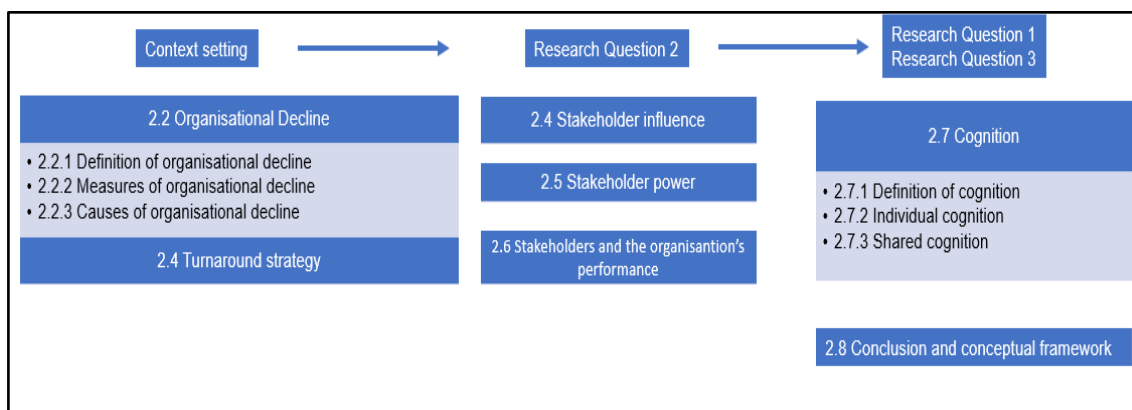 Context setting
Research Question 2
Research Question 1
Research Question 3
2.2 Organisational Decline
• 2.2.1 Definition of organisational decline
• 2.2.2 Measures of organisational decline
• 2.2.3 Causes of organisational decline
2.4 Turnaround strategy
2.4 Stakeholder influence
2.5 Stakeholder power
2.6 Stakeholders and the organisantion's
performance
2.7 Cognition
• 2.7.1 Definition of cognition
• 2.7.2 Individual cognition
• 2.7.3 Shared cognition
2.8 Conclusion and conceptual framework